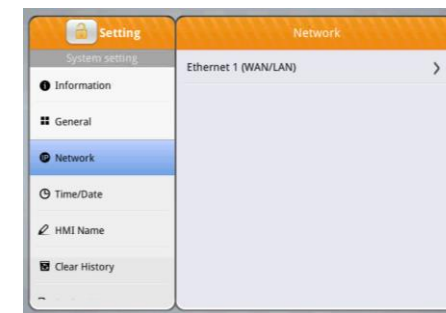 Setting
System setting
Information
General
Network
Time/Date
HMI Name
Clear History
Network
Ethernet 1 (WAN/LAN)